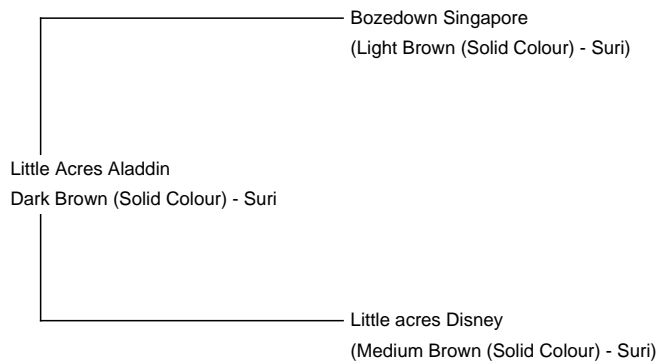 Bozedown Singapore
(Light Brown (Solid Colour) - Suri)
Little Acres Aladdin
Dark Brown (Solid Colour) - Suri
Little acres Disney
(Medium Brown (Solid Colour) - Suri)